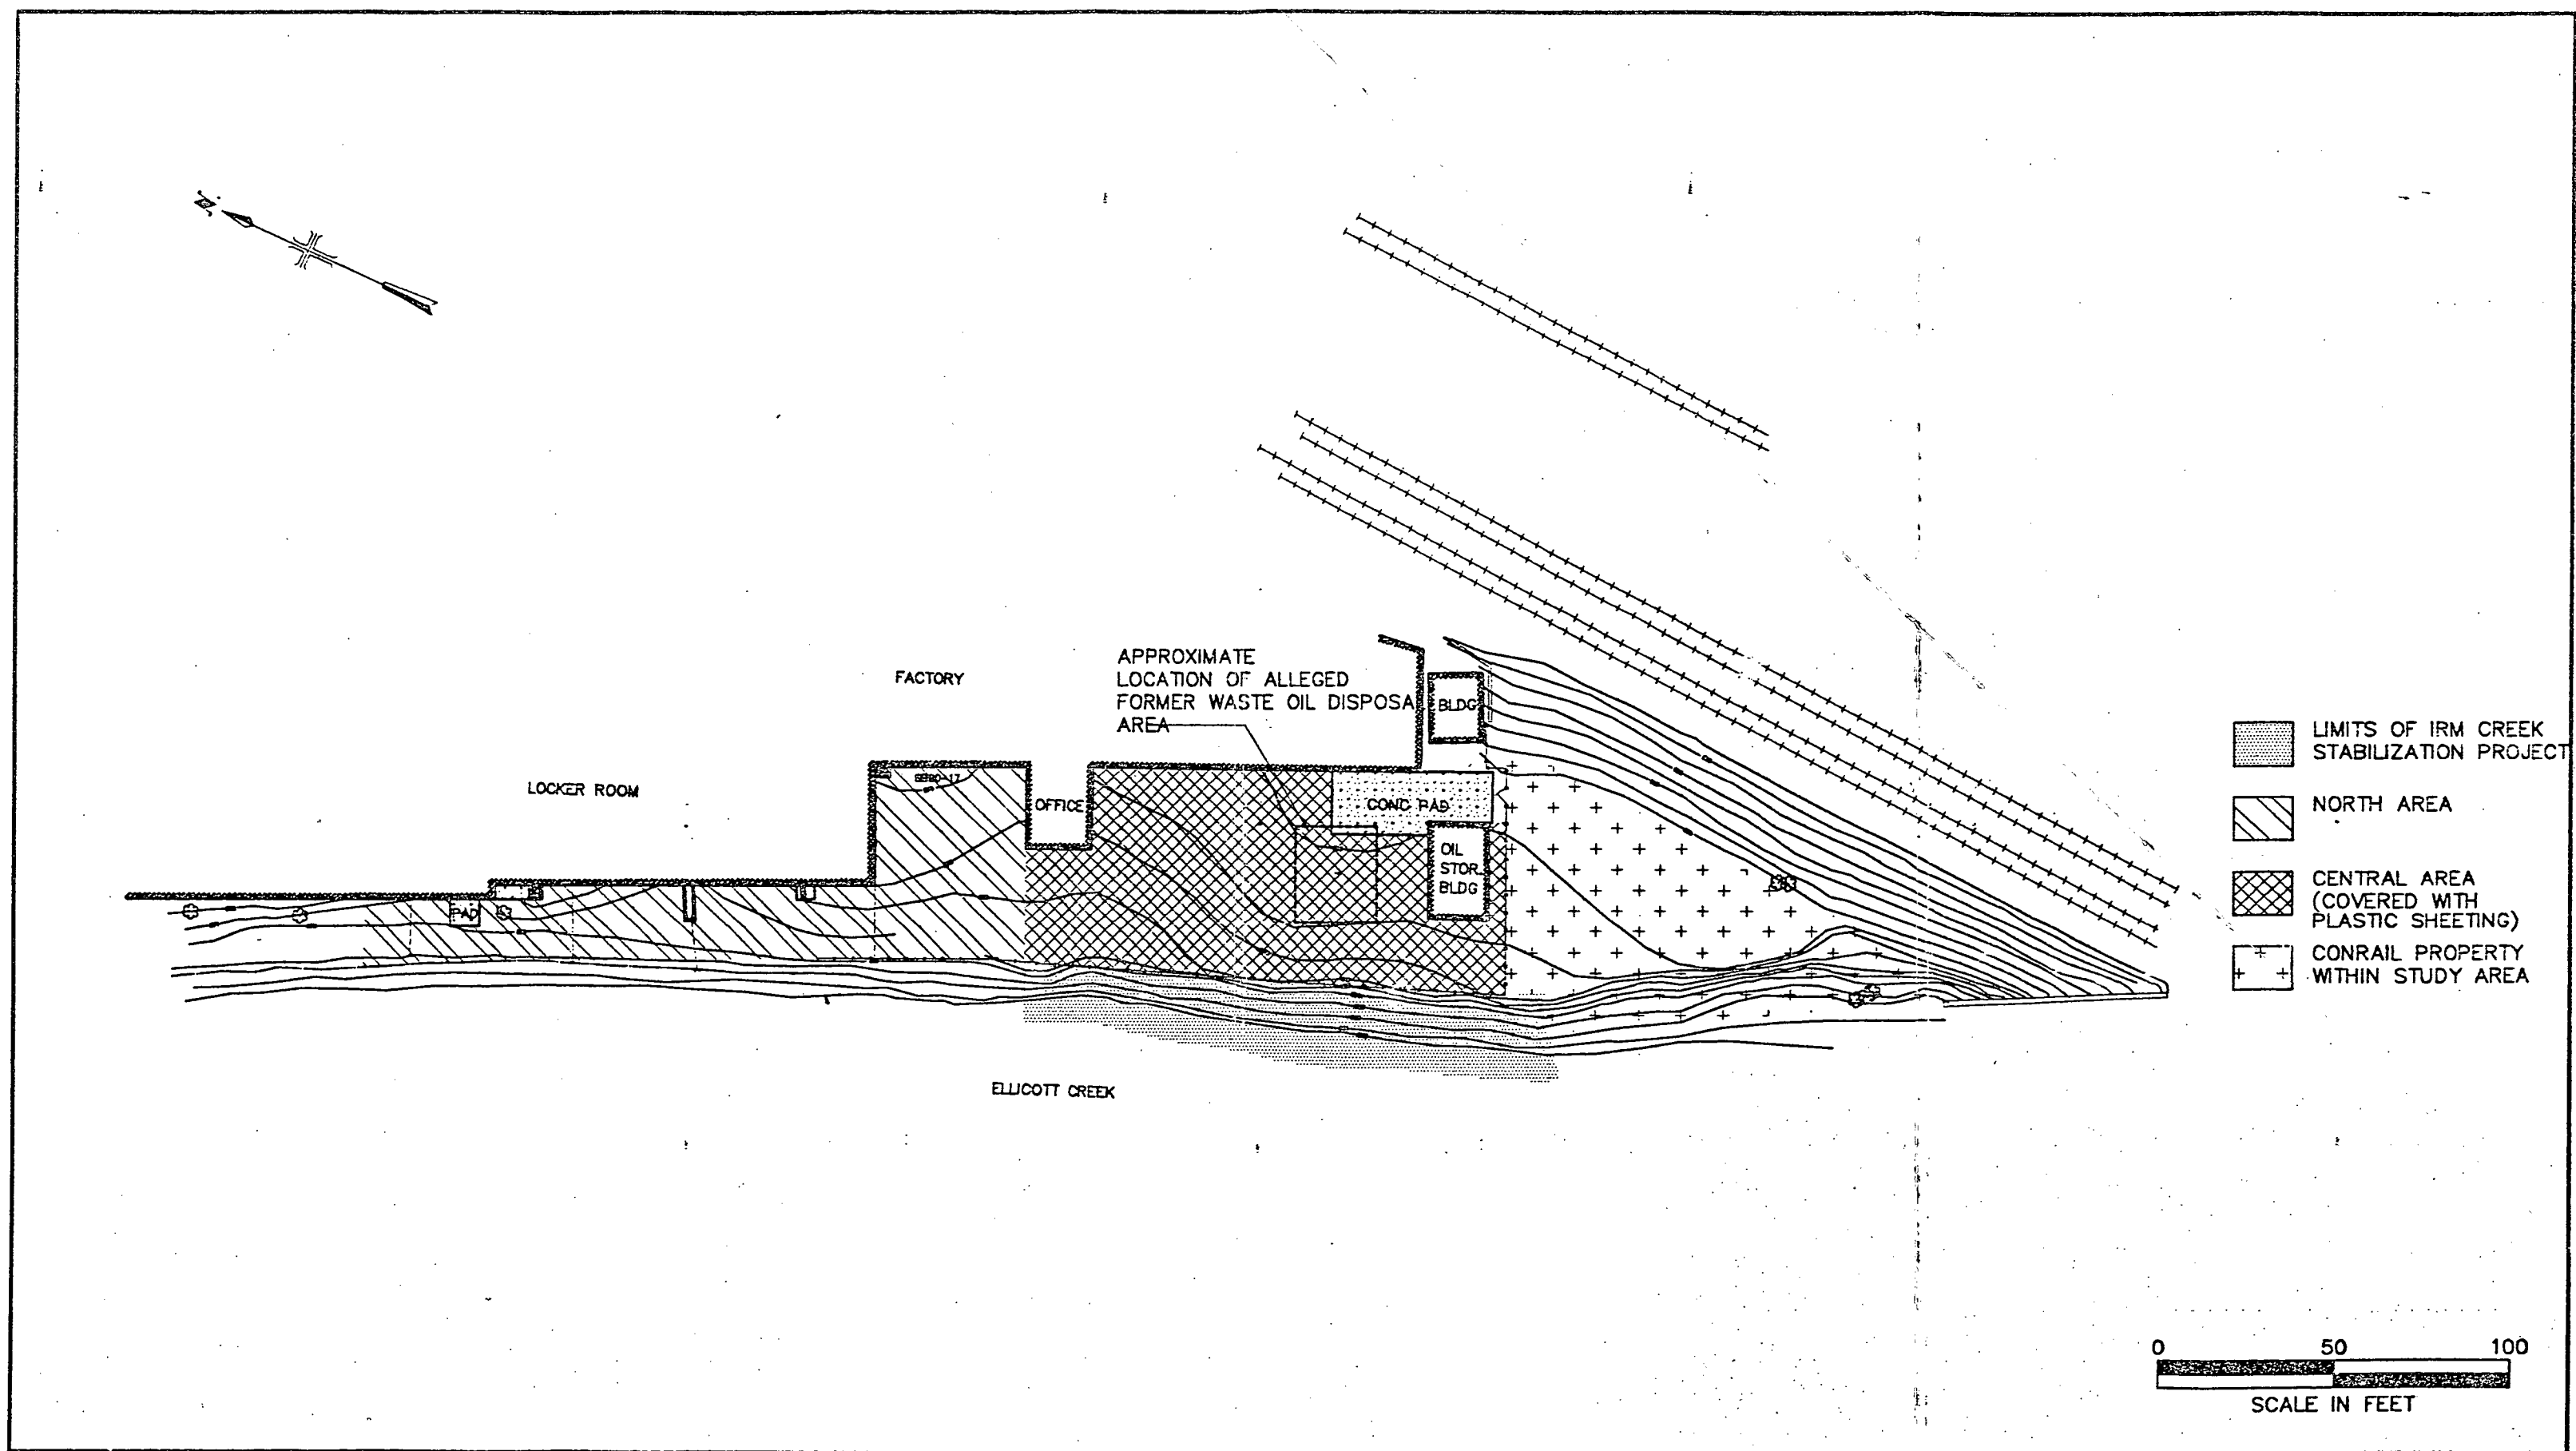 N
APPROXIMATE
LOCATION OF ALLEGED
FORMER WASTE OIL DISPOSA
AREA
FACTORY
BLDG
LOCKER ROOM
OFFICE
CONC PAD
OIL
STOR
BLDG
PAD
ELLICOTT CREEK
LIMITS OF IRM CREEK
STABILIZATION PROJECT
NORTH AREA
CENTRAL AREA
(COVERED WITH
PLASTIC SHEETING)
CONRAIL PROPERTY
WITHIN STUDY AREA
0 50 100
SCALE IN FEET